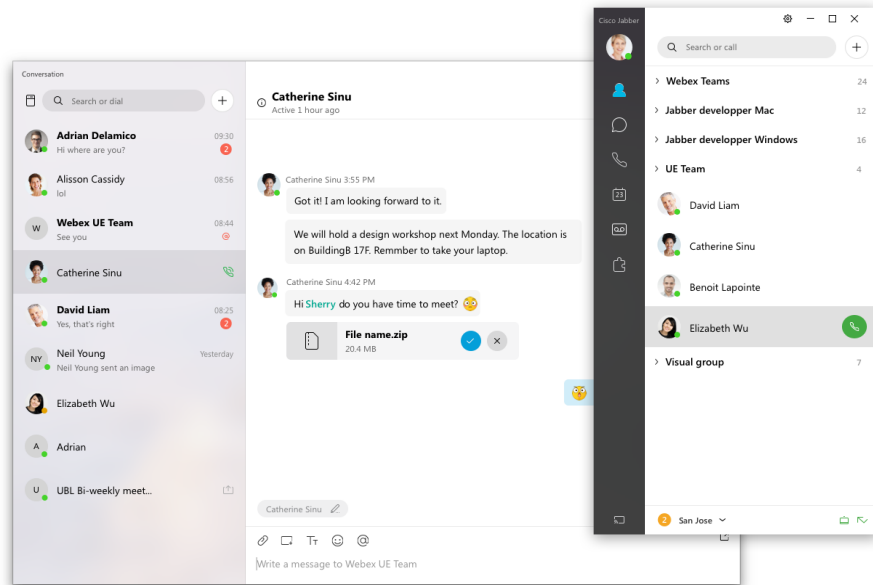 Conversation
Search or dial
Adrian Delamico 09:30
Hi where are you? 2
Alisson Cassidy 08:56
lol
W
Webex UE Team 08:44
See you @
Catherine Sinu
David Liam 08:25
Yes, that's right 2
NY
Neil Young Yesterday
Neil Young sent an image
Elizabeth Wu
A
Adrian
U
UBL Bi-weekly meet...
Catherine Sinu
Active 1 hour ago
Catherine Sinu 3:55 PM
Got it! I am looking forward to it.
We will hold a design workshop next Monday. The location is
on BuildingB 17F. Remmber to take your laptop.
Catherine Sinu 4:42 PM
Hi Sherry do you have time to meet?
File name.zip
20.4 MB
Catherine Sinu
TT @
Write a message to Webex UE Team
Cisco Jabber
Search or call
23
Webex Teams 24
Jabber developper Mac 12
Jabber developper Windows 16
UE Team 4
David Liam
Catherine Sinu
Benoit Lapointe
Elizabeth Wu
Visual group 7
2 San Jose